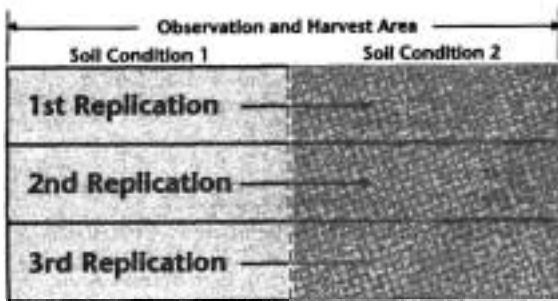 Observation and Harvest Area
Soil Condition 1 Soil Condition 2
1st Replication
2nd Replication
3rd Replication